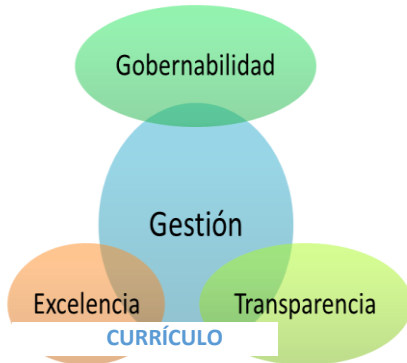 Gobernabilidad
Gestión
Excelencia Transparencia
CURRÍCULO